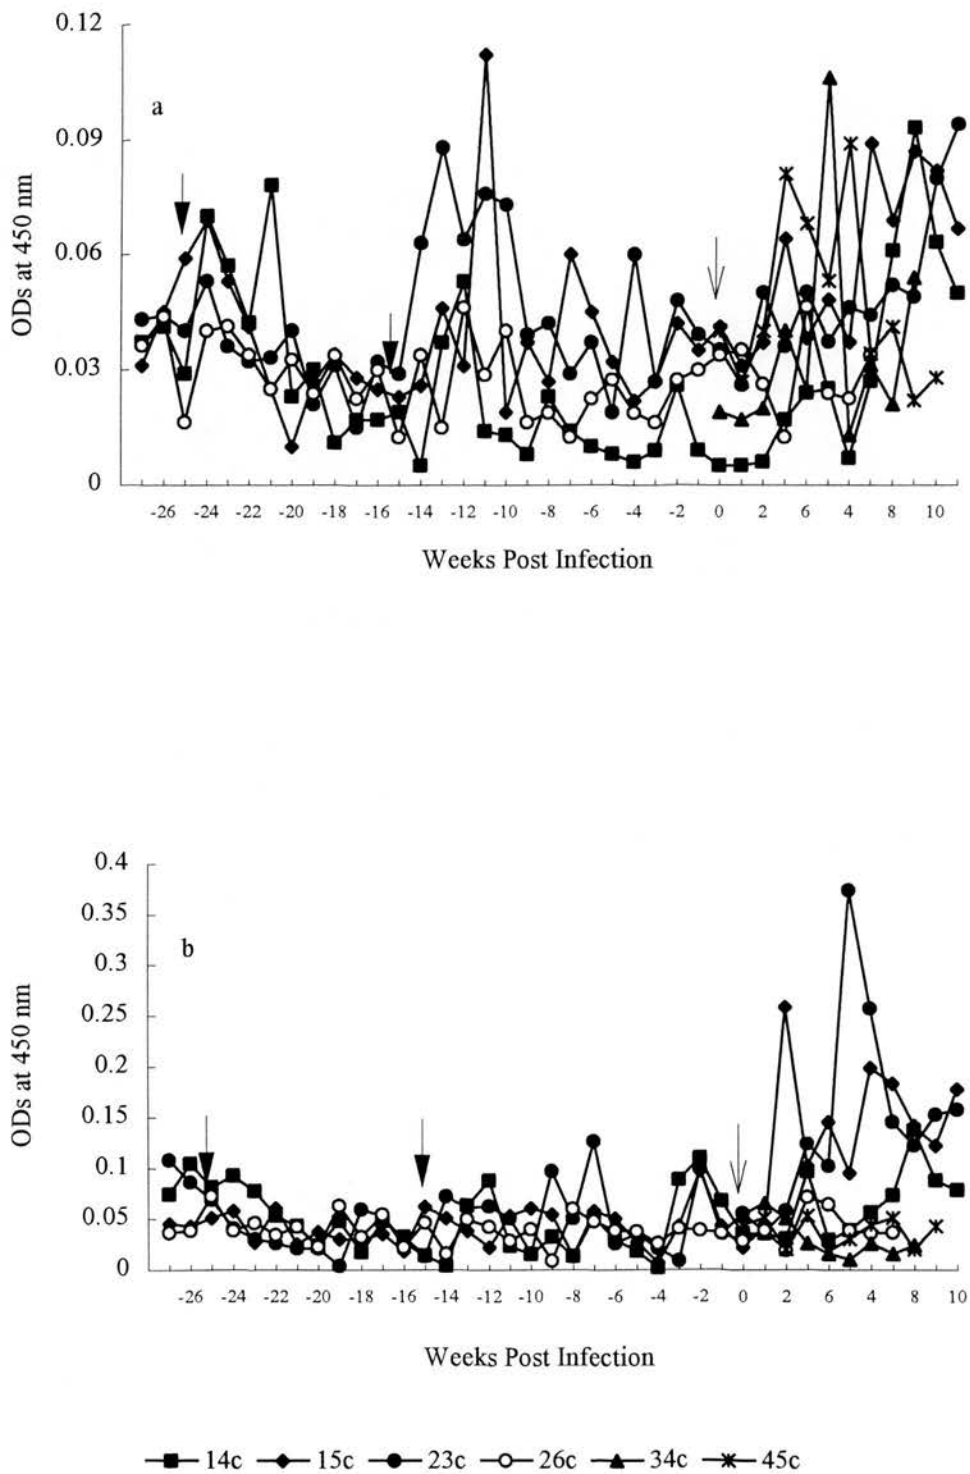 0.12
a
0.09
ODs at 450 nm
0.06
0.03
0
-26 -24 -22 -20 -18 -16 -14 -12 -10 -8 -6 -4 -2 0 2 6 4 8 10
Weeks Post Infection
0.4
0.35
b
0.3
0.25
ODs at 450 nm
0.2
0.15
0.1
0.05
0
-26 -24 -22 -20 -18 -16 -14 -12 -10 -8 -6 -4 -2 0 2 6 4 8 10
Weeks Post Infection
14c 15c 23c 26c 34c 45c